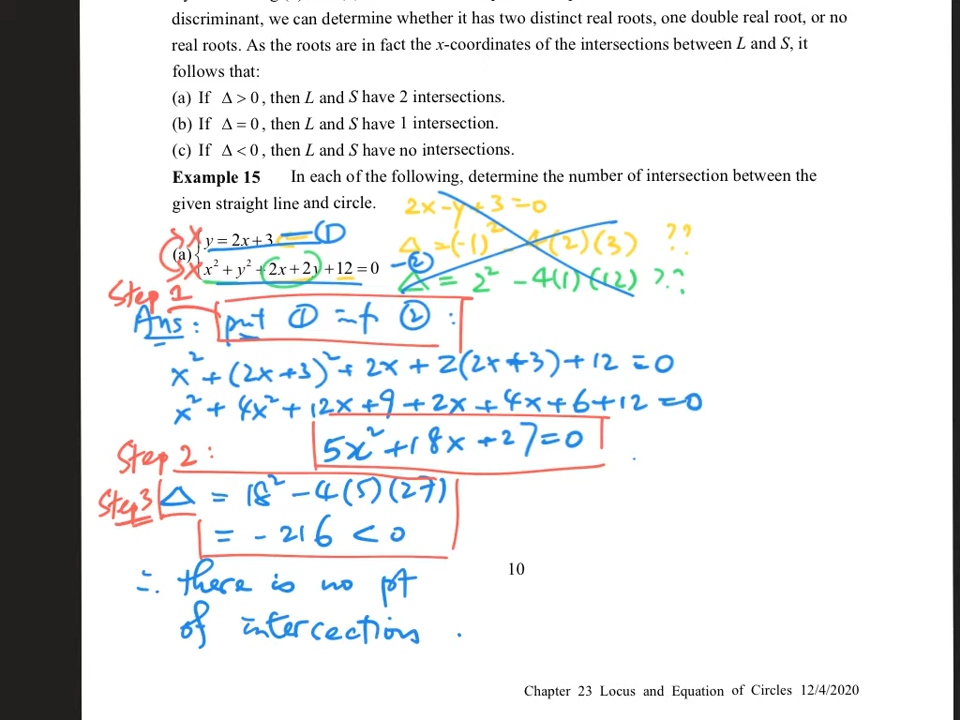 discriminant, we can determine whether it has two distinct real roots, one double real root, or no
real roots. As the roots are in fact the x-coordinates of the intersections between L and S, it
follows that:
(a) If Δ > 0, then L and S have 2 intersections.
(b) If Δ = 0, then L and S have 1 intersection.
(c) If Δ < 0, then L and S have no intersections.
Example 15 In each of the following, determine the number of intersection between the
given straight line and circle.
2x - y + 3 = 0
y = 2x + 3 — ①
Δ = (-1)² - 4(2)(3) ??
(a) x² + y² + 2x + 2y + 12 = 0 — ②
Δ = 2² - 4(1)(12) ??
Step 1
Ans: put ① into ② :
x² + (2x+3)² + 2x + 2(2x+3) + 12 = 0
x² + 4x² + 12x + 9 + 2x + 4x + 6 + 12 = 0
Step 2: 5x² + 18x + 27 = 0
Step 3 Δ = 18² - 4(5)(27)
= -216 < 0
∴ there is no pt
of intercections .
10
Chapter 23 Locus and Equation of Circles 12/4/2020